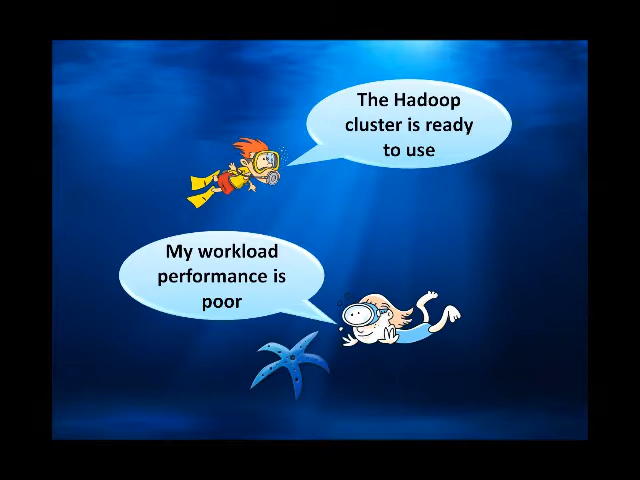 The Hadoop
cluster is ready
to use
My workload
performance is
poor